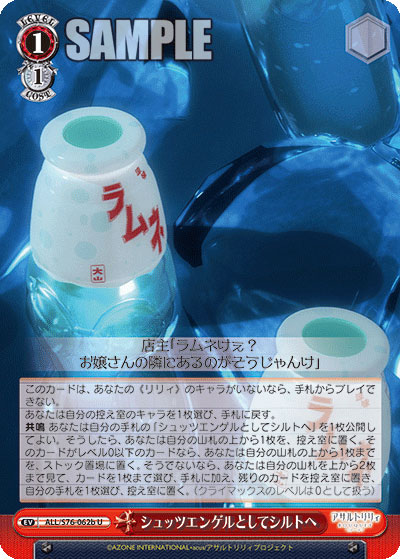 LEVEL
1
1
COST
SAMPLE
ラムネ
大山
店主「ラムネけぇ?
お嬢さんの隣にあるのがそうじゃんけ」
このカードは、あなたの《リリィ》のキャラがいないなら、手札からプレイで
きない。
あなたは自分の控え室のキャラを1枚選び、手札に戻す。
共鳴 あなたは自分の手札の「シュッツエンゲルとしてシルトへ」を1枚公開し
てよい。そうしたら、あなたは自分の山札の上から1枚を、控え室に置く。そ
のカードがレベル0以下のカードなら、あなたは自分の山札の上から1枚まで
を、ストック置場に置く。そうでないなら、あなたは自分の山札を上から2枚ま
で見て、カードを1枚まで選び、手札に加え、残りのカードを控え室に置
き、あなたは自分の手札を1枚選び、控え室に置く。(クライマックスのレベルは0として扱う)
EV
ALL/S76-062b U
シュッツエンゲルとしてシルトへ
アサルトリリィ
BOUQUET
©AZONE INTERNATIONAL・acus/アサルトリリィプロジェクト